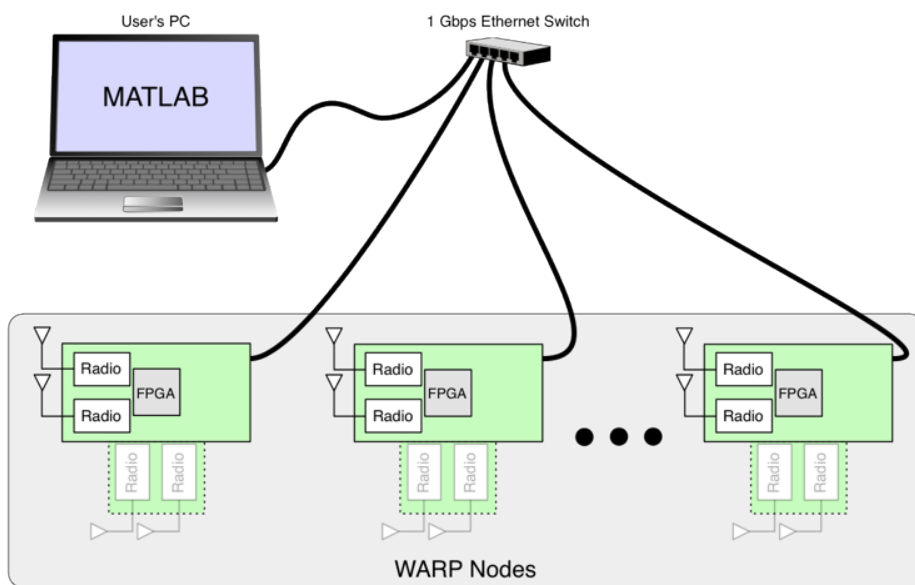 User's PC
1 Gbps Ethernet Switch
MATLAB
Radio
Radio
FPGA
Radio
Radio
Radio
Radio
FPGA
Radio
Radio
Radio
Radio
FPGA
Radio
Radio
WARP Nodes